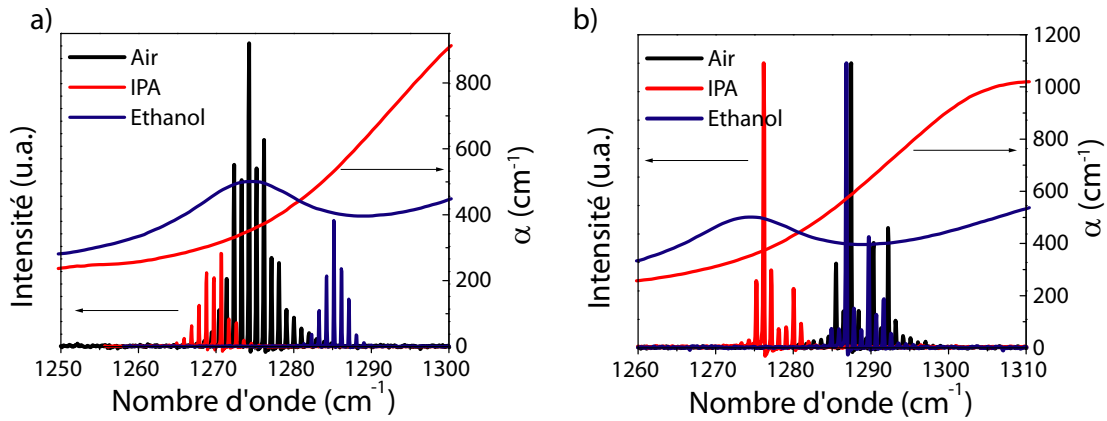 a)
Air
IPA
Ethanol
Intensité (u.a.)
α (cm-1)
0
200
400
600
800
1250 1260 1270 1280 1290 1300
Nombre d'onde (cm-1)
b)
Air
IPA
Ethanol
Intensité (u.a.)
α (cm-1)
0
200
400
600
800
1000
1200
1260 1270 1280 1290 1300 1310
Nombre d'onde (cm-1)